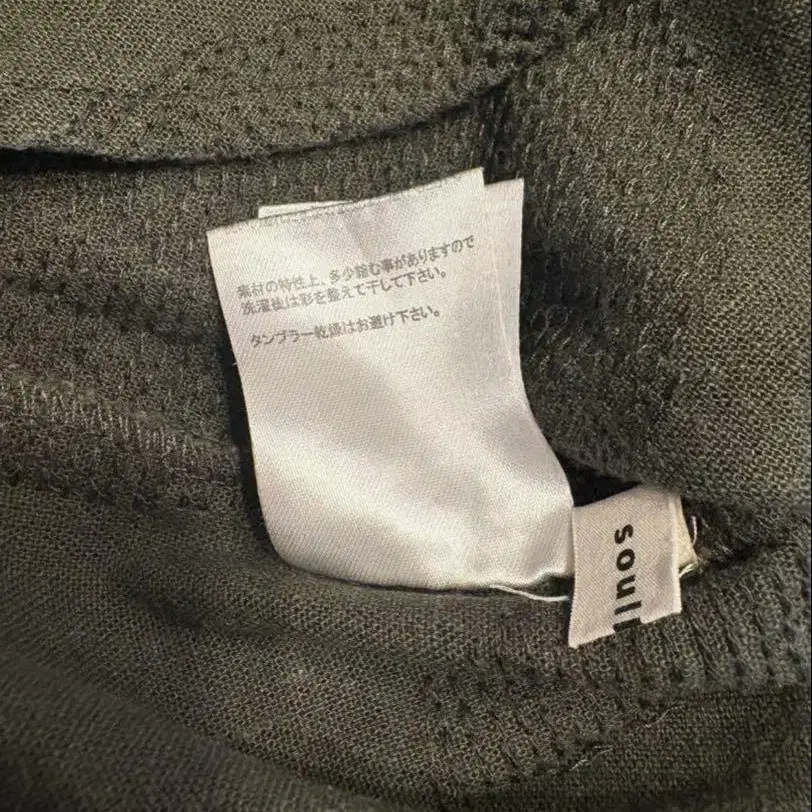 素材の特性上、多少縮む事がありますので
洗濯後は形を整えて干して下さい。
タンブラー乾燥はお避け下さい。
soul